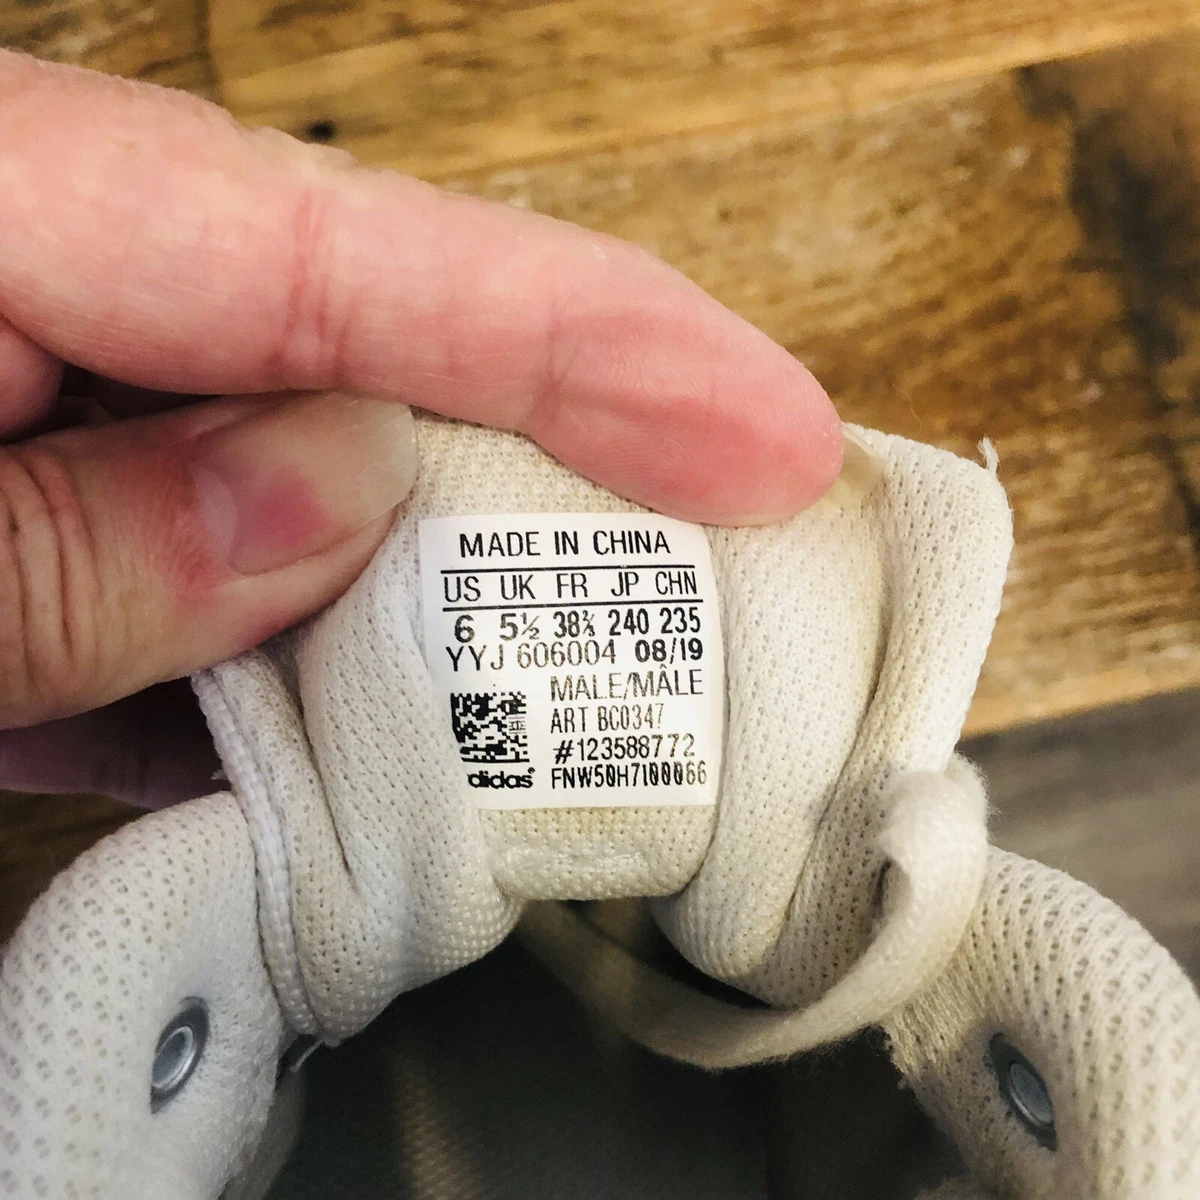 MADE IN CHINA
US UK FR JP CHN
6 5½ 38⅔ 240 235
YYJ 606004 08/19
MALE/MÂLE
ART BC0347
#123588772
adidas®
FNW50H7100066